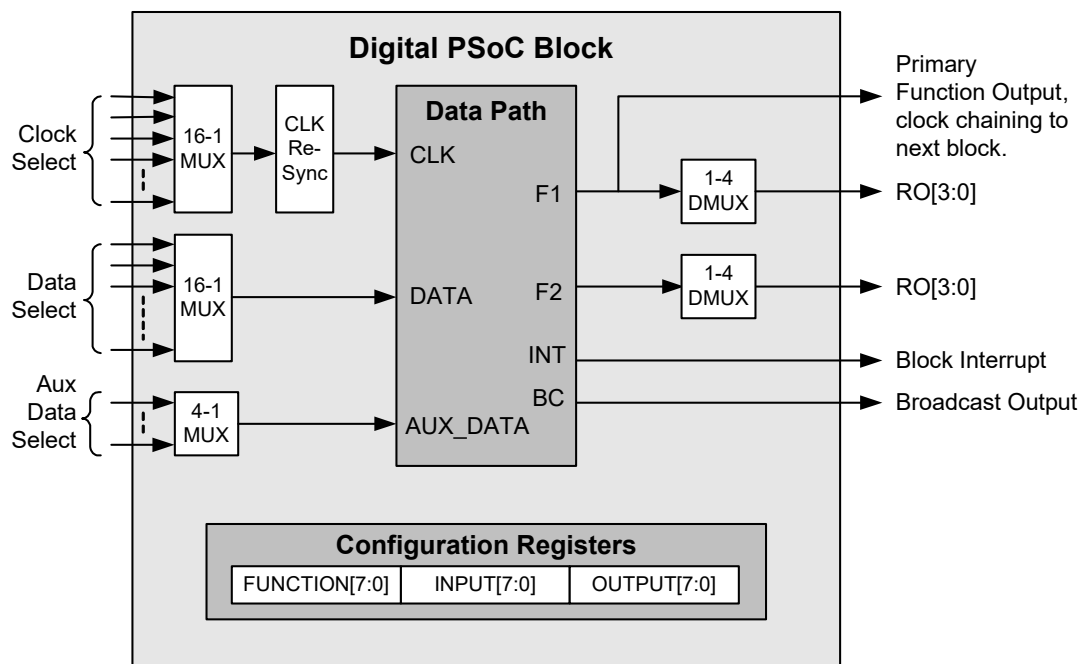 Digital PSoC Block
Clock
Select
16-1
MUX
CLK
Re-
Sync
Data Path
CLK
DATA
AUX_DATA
F1
F2
INT
BC
Data
Select
16-1
MUX
Aux
Data
Select
4-1
MUX
1-4
DMUX
1-4
DMUX
Primary
Function Output,
clock chaining to
next block.
RO[3:0]
RO[3:0]
Block Interrupt
Broadcast Output
Configuration Registers
FUNCTION[7:0]
INPUT[7:0]
OUTPUT[7:0]